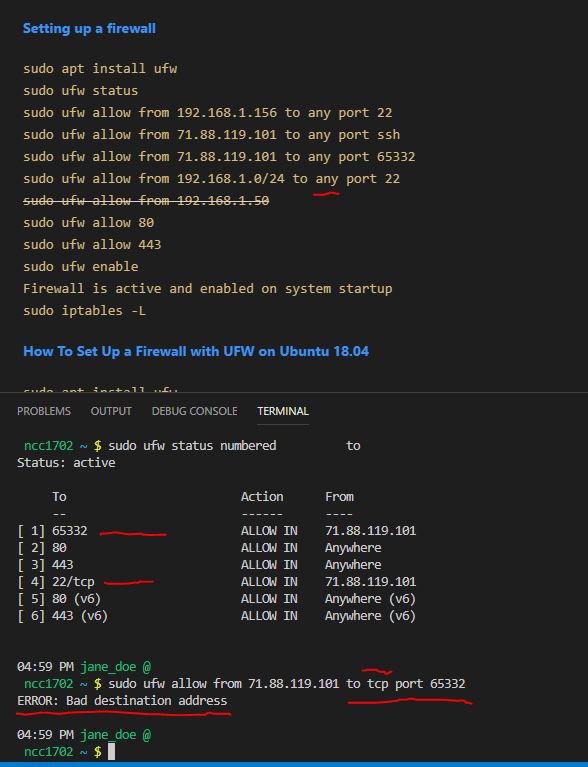 Setting up a firewall
sudo apt install ufw
sudo ufw status
sudo ufw allow from 192.168.1.156 to any port 22
sudo ufw allow from 71.88.119.101 to any port ssh
sudo ufw allow from 71.88.119.101 to any port 65332
sudo ufw allow from 192.168.1.0/24 to any port 22
sudo ufw allow from 192.168.1.50
sudo ufw allow 80
sudo ufw allow 443
sudo ufw enable
Firewall is active and enabled on system startup
sudo iptables -L
How To Set Up a Firewall with UFW on Ubuntu 18.04
sudo apt install ufw
PROBLEMS OUTPUT DEBUG CONSOLE TERMINAL
ncc1702 ~ $ sudo ufw status numbered to
Status: active
To Action From
-- ------ ----
[ 1] 65332 ALLOW IN 71.88.119.101
[ 2] 80 ALLOW IN Anywhere
[ 3] 443 ALLOW IN Anywhere
[ 4] 22/tcp ALLOW IN 71.88.119.101
[ 5] 80 (v6) ALLOW IN Anywhere (v6)
[ 6] 443 (v6) ALLOW IN Anywhere (v6)
04:59 PM jane_doe @
ncc1702 ~ $ sudo ufw allow from 71.88.119.101 to tcp port 65332
ERROR: Bad destination address
04:59 PM jane_doe @
ncc1702 ~ $